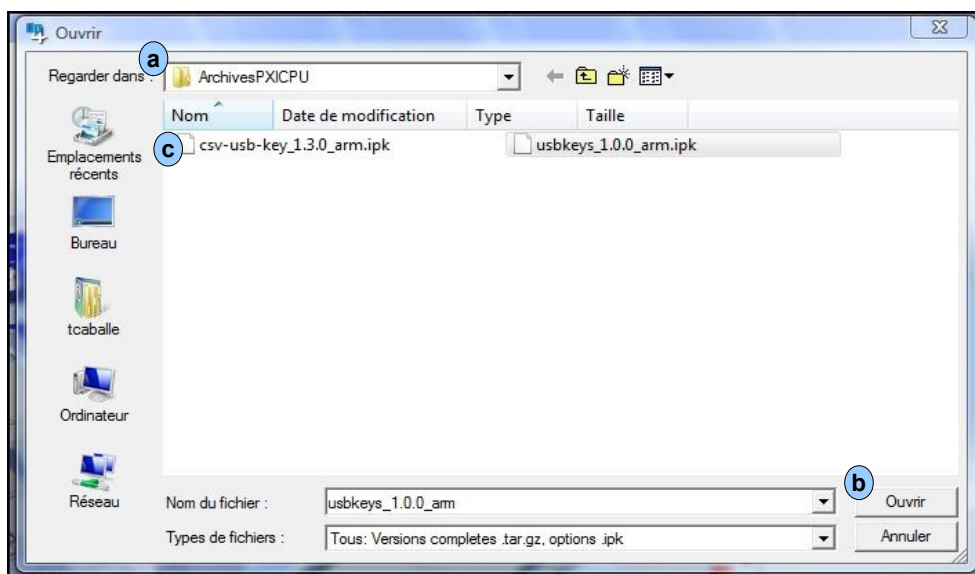 Ouvrir
a
Regarder dans :
ArchivesPXICPU
Nom Date de modification Type Taille
c
csv-usb-key_1.3.0_arm.ipk usbkeys_1.0.0_arm.ipk
Emplacements
récents
Bureau
tcaballe
Ordinateur
Réseau
b
Nom du fichier : usbkeys_1.0.0_arm Ouvrir
Types de fichiers : Tous: Versions completes .tar.gz, options .ipk Annuler